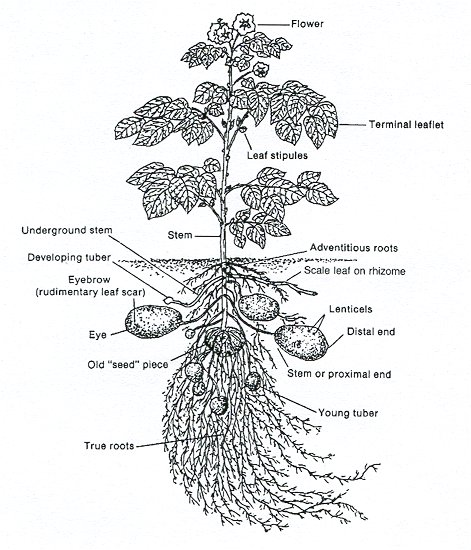 Flower
Terminal leaflet
Leaf stipules
Stem
Underground stem
Adventitious roots
Developing tuber
Scale leaf on rhizome
Eyebrow
(rudimentary leaf scar)
Lenticels
Distal end
Eye
Old "seed" piece
Stem or proximal end
Young tuber
True roots